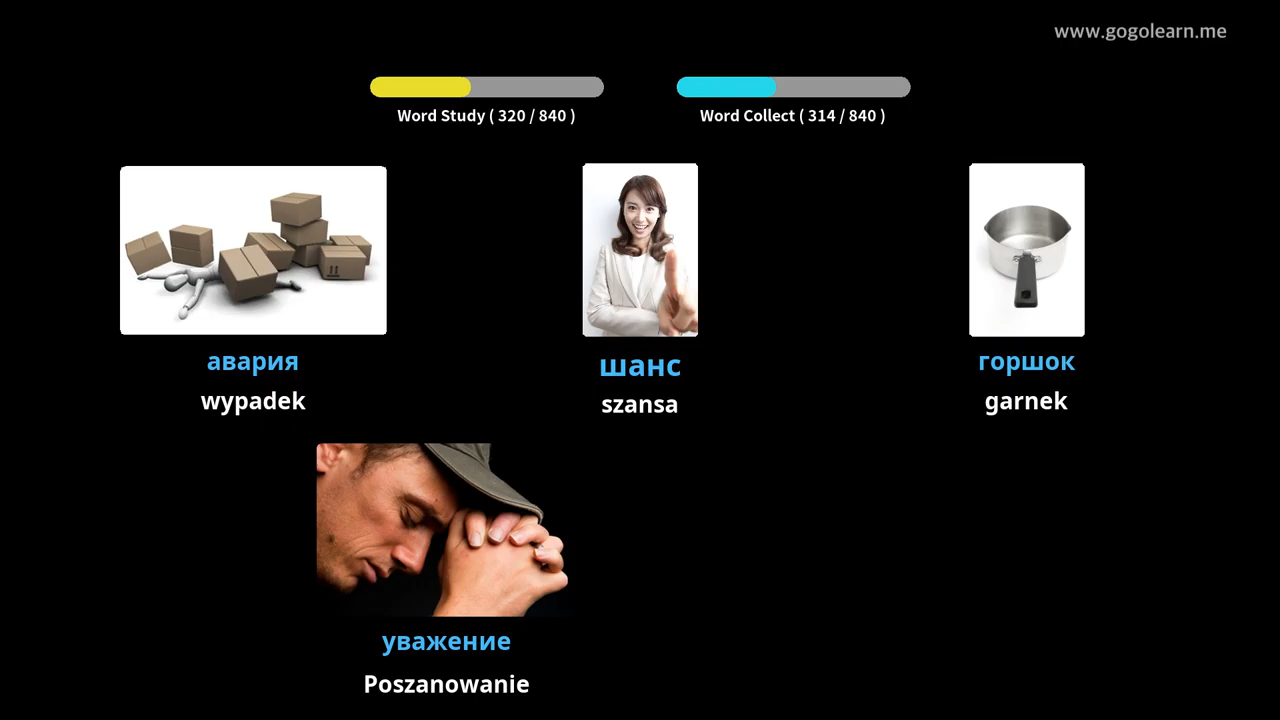 www.gogolearn.me
Word Study ( 320 / 840 )
Word Collect ( 314 / 840 )
авария
wypadek
шанс
szansa
горшок
garnek
уважение
Poszanowanie